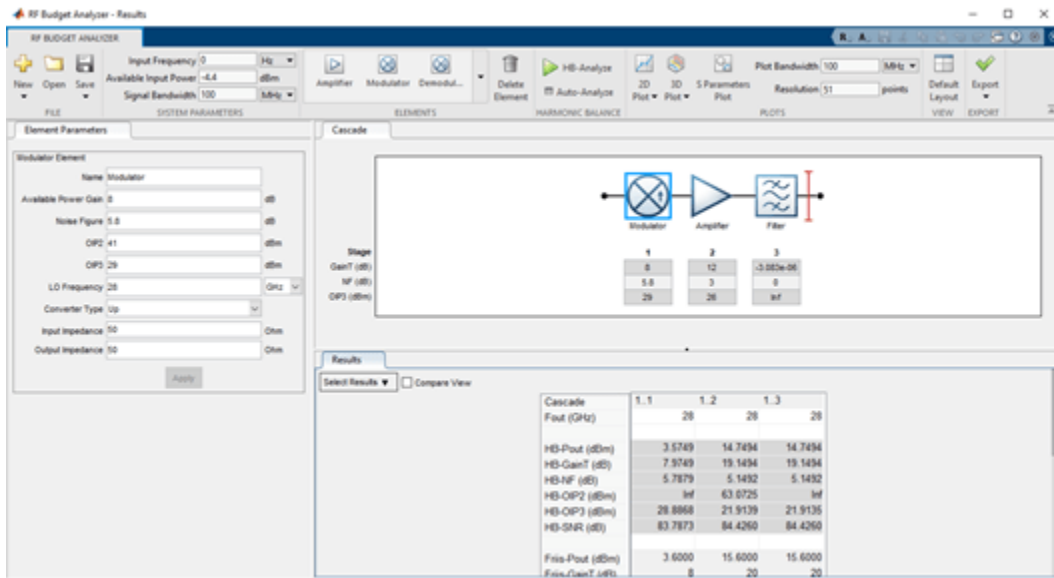 RF Budget Analyzer - Results
RF BUDGET ANALYZER
New Open Save
Input Frequency 0 Hz
Available Input Power -4.4 dBm
Signal Bandwidth 100 MHz
Amplifier Modulator Demodul...
Delete Element
HB-Analyze
Auto-Analyze
2D Plot 3D Plot S Parameters Plot
Plot Bandwidth 100 MHz
Resolution 51 points
Default Layout
Export
FILE SYSTEM PARAMETERS ELEMENTS HARMONIC BALANCE PLOTS VIEW EXPORT
Element Parameters
Modulator Element
Name Modulator
Available Power Gain 8 dB
Noise Figure 5.8 dB
OIP2 41 dBm
OIP3 29 dBm
LO Frequency 28 GHz
Converter Type Up
Input Impedance 50 Ohm
Output Impedance 50 Ohm
Apply
Cascade
Modulator Amplifier Filter
Stage 1 2 3
GainT (dB) 8 12 -3.083e-06
NF (dB) 5.8 3 0
OIP3 (dBm) 29 26 Inf
Results
Select Results ▼ Compare View
Cascade 1..1 1..2 1..3
Fout (GHz) 28 28 28
HB-Pout (dBm) 3.5749 14.7494 14.7494
HB-GainT (dB) 7.9749 19.1494 19.1494
HB-NF (dB) 5.7879 5.1492 5.1492
HB-OIP2 (dBm) Inf 63.0725 Inf
HB-OIP3 (dBm) 28.8868 21.9139 21.9135
HB-SNR (dB) 83.7873 84.4260 84.4260
Friis-Pout (dBm) 3.6000 15.6000 15.6000
Friis-GainT (dB) 8 20 20